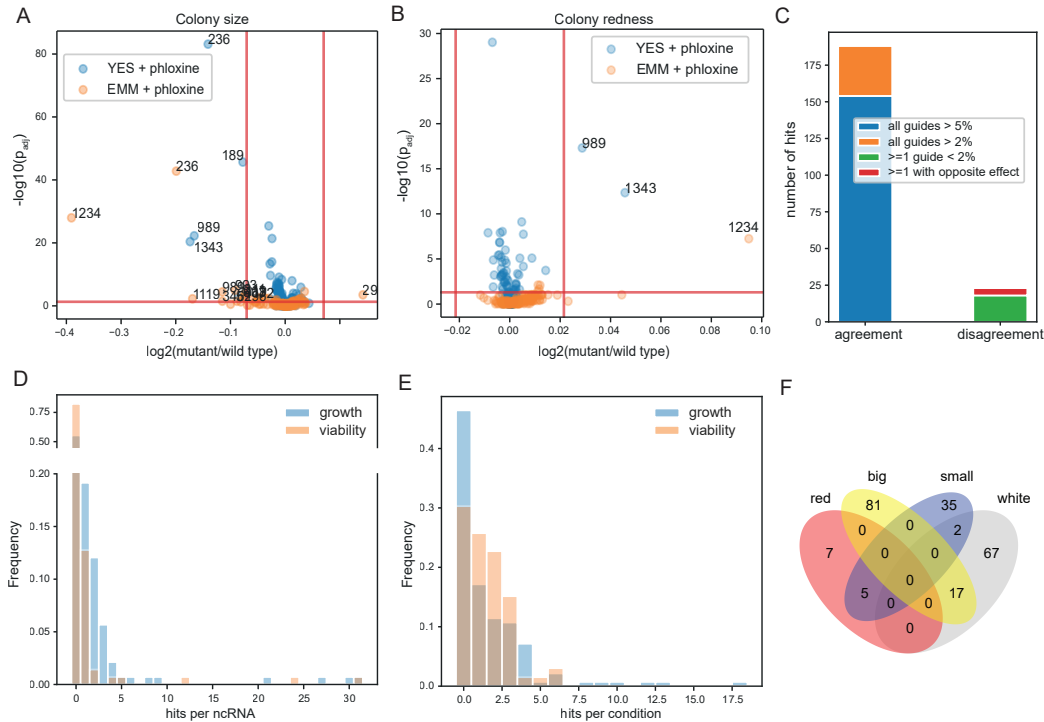 A
Colony size
236
YES + phloxine
EMM + phloxine
189
236
1234
989
1343
1119
29
80
60
40
20
0
-log10(p_adj)
−0.4
−0.2
−0.1
0.0
log2(mutant/wild type)
B
Colony redness
YES + phloxine
EMM + phloxine
989
1343
1234
30
25
20
15
10
5
0
-log10(p_adj)
−0.02
0.00
0.02
0.04
0.06
0.08
0.10
log2(mutant/wild type)
C
175
150
125
100
75
50
25
0
number of hits
all guides > 5%
all guides > 2%
>=1 guide < 2%
>=1 with opposite effect
agreement
disagreement
D
growth
viability
0.75
0.50
0.20
0.15
0.10
0.05
0.00
Frequency
0
5
10
15
20
25
30
hits per ncRNA
E
growth
viability
0.4
0.3
0.2
0.1
0.0
Frequency
0.0
2.5
5.0
7.5
10.0
12.5
15.0
17.5
hits per condition
F
red
big
small
white
81
35
0
0
2
7
0
0
67
0
5
17
0
0
0